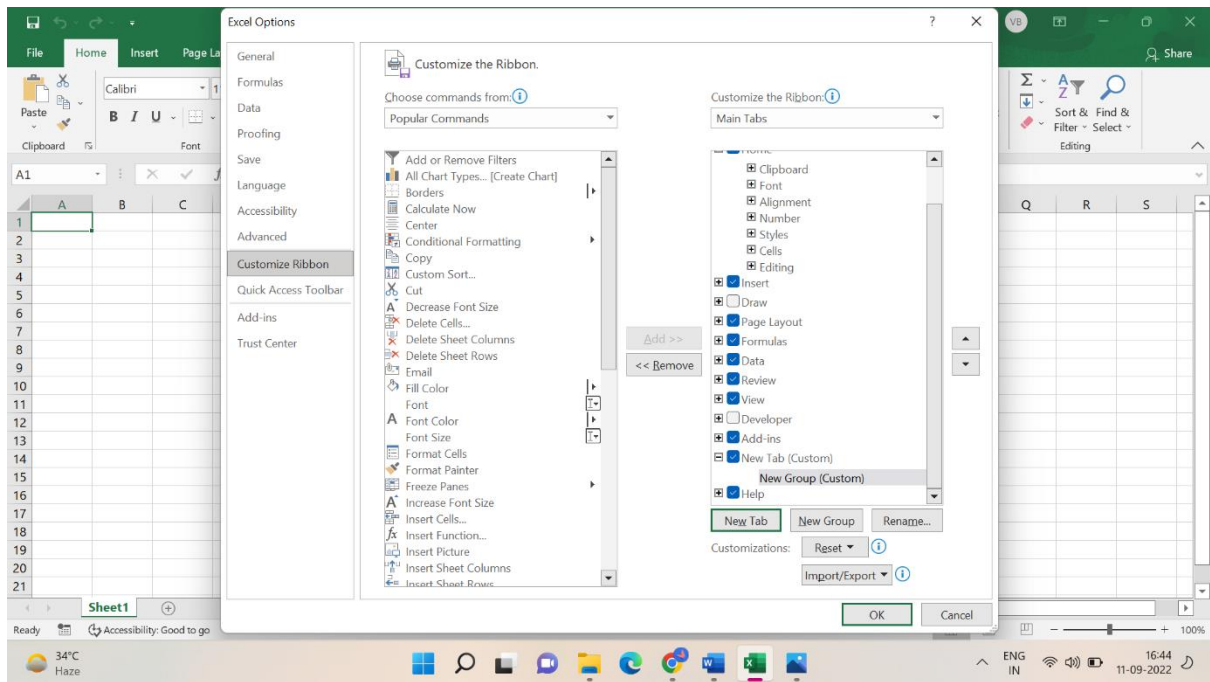 Excel Options
?
VB
File
Home
Insert
Page La
Share
Paste
Clipboard
Calibri
1
B I U
Font
Σ
Sort & Find &
Filter Select
Editing
A1
A B C
Q R S
1
2
3
4
5
6
7
8
9
10
11
12
13
14
15
16
17
18
19
20
21
General
Formulas
Data
Proofing
Save
Language
Accessibility
Advanced
Customize Ribbon
Quick Access Toolbar
Add-ins
Trust Center
Customize the Ribbon.
Choose commands from:
Popular Commands
Add or Remove Filters
All Chart Types... [Create Chart]
Borders
Calculate Now
Center
Conditional Formatting
Copy
Custom Sort...
Cut
Decrease Font Size
Delete Cells...
Delete Sheet Columns
Delete Sheet Rows
Email
Fill Color
Font
Font Color
Font Size
Format Cells
Format Painter
Freeze Panes
Increase Font Size
Insert Cells...
Insert Function...
Insert Picture
Insert Sheet Columns
Insert Sheet Rows
Add >>
<< Remove
Customize the Ribbon:
Main Tabs
Home
Clipboard
Font
Alignment
Number
Styles
Cells
Editing
Insert
Draw
Page Layout
Formulas
Data
Review
View
Developer
Add-ins
New Tab (Custom)
New Group (Custom)
Help
New Tab
New Group
Rename...
Customizations:
Reset
Import/Export
OK
Cancel
Sheet1
Ready
Accessibility: Good to go
100%
34°C
Haze
ENG
IN
16:44
11-09-2022